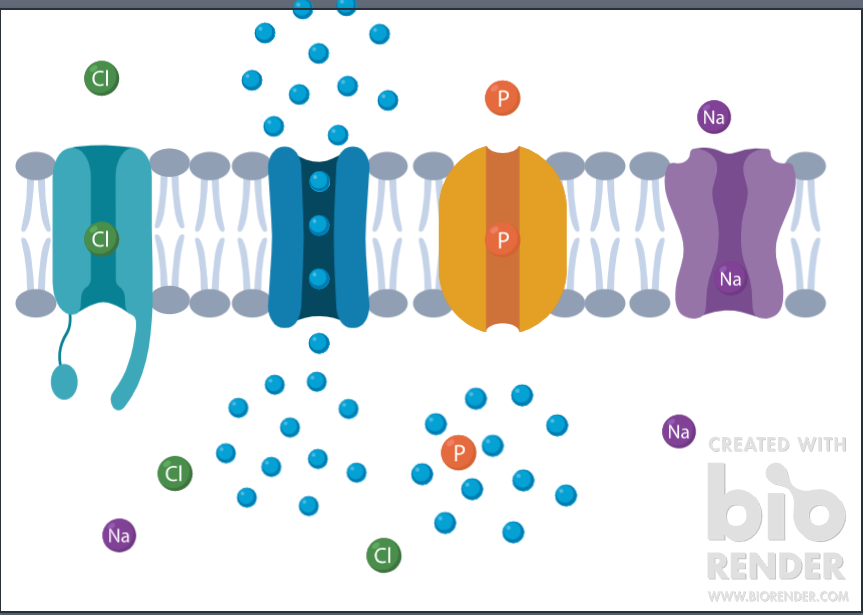 Cl
P
Na
Cl
P
Na
Na
CREATED WITH
bio
RENDER
WWW.BIORENDER.COM
P
Cl
Na
Cl